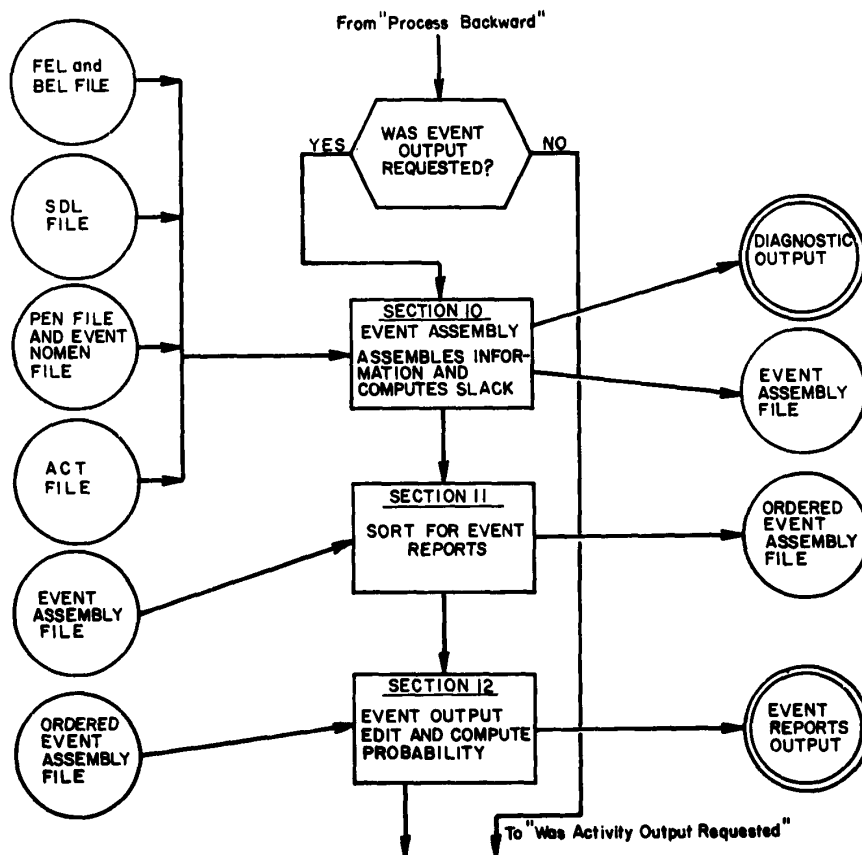 From "Process Backward"
FEL and
BEL FILE
WAS EVENT
OUTPUT
REQUESTED?
YES
NO
SDL
FILE
DIAGNOSTIC
OUTPUT
PEN FILE
AND EVENT
NOMEN
FILE
SECTION 10
EVENT ASSEMBLY
ASSEMBLES INFOR-
MATION AND
COMPUTES SLACK
EVENT
ASSEMBLY
FILE
ACT
FILE
SECTION 11
SORT FOR EVENT
REPORTS
ORDERED
EVENT
ASSEMBLY
FILE
EVENT
ASSEMBLY
FILE
SECTION 12
EVENT OUTPUT
EDIT AND COMPUTE
PROBABILITY
ORDERED
EVENT
ASSEMBLY
FILE
EVENT
REPORTS
OUTPUT
To "Was Activity Output Requested"